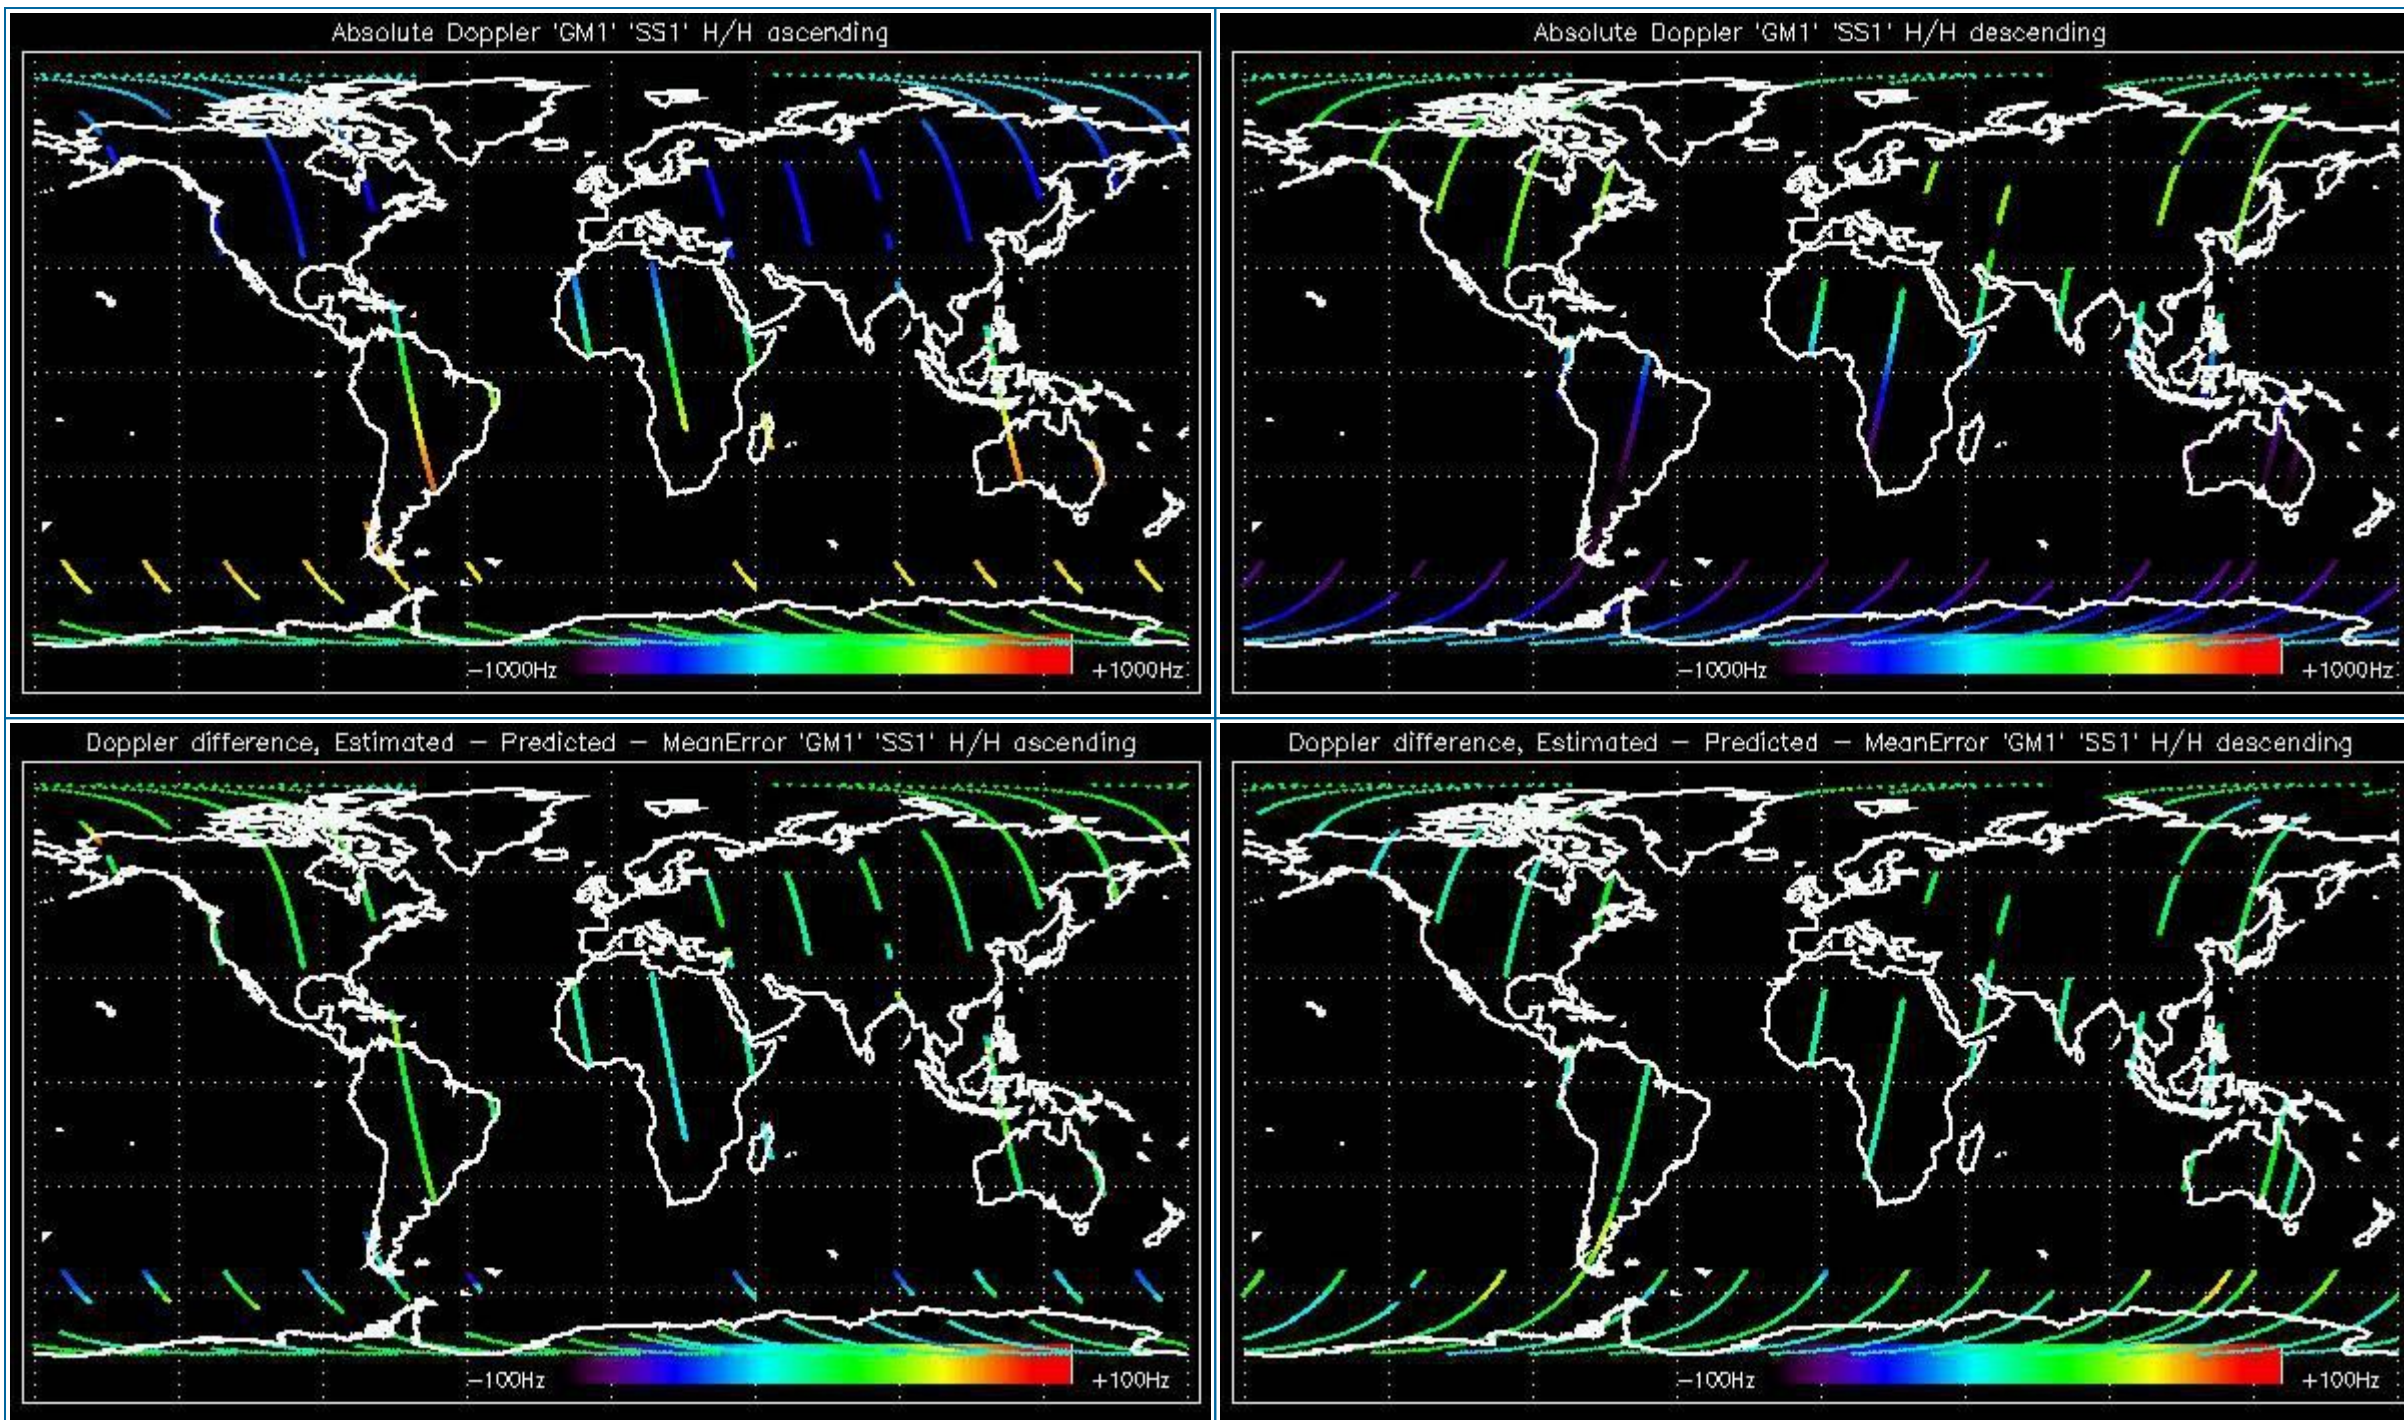 Absolute Doppler 'GM1' 'SS1' H/H ascending
-1000Hz
+1000Hz
Absolute Doppler 'GM1' 'SS1' H/H descending
-1000Hz
+1000Hz
Doppler difference, Estimated - Predicted - MeanError 'GM1' 'SS1' H/H ascending
-100Hz
+100Hz
Doppler difference, Estimated - Predicted - MeanError 'GM1' 'SS1' H/H descending
-100Hz
+100Hz